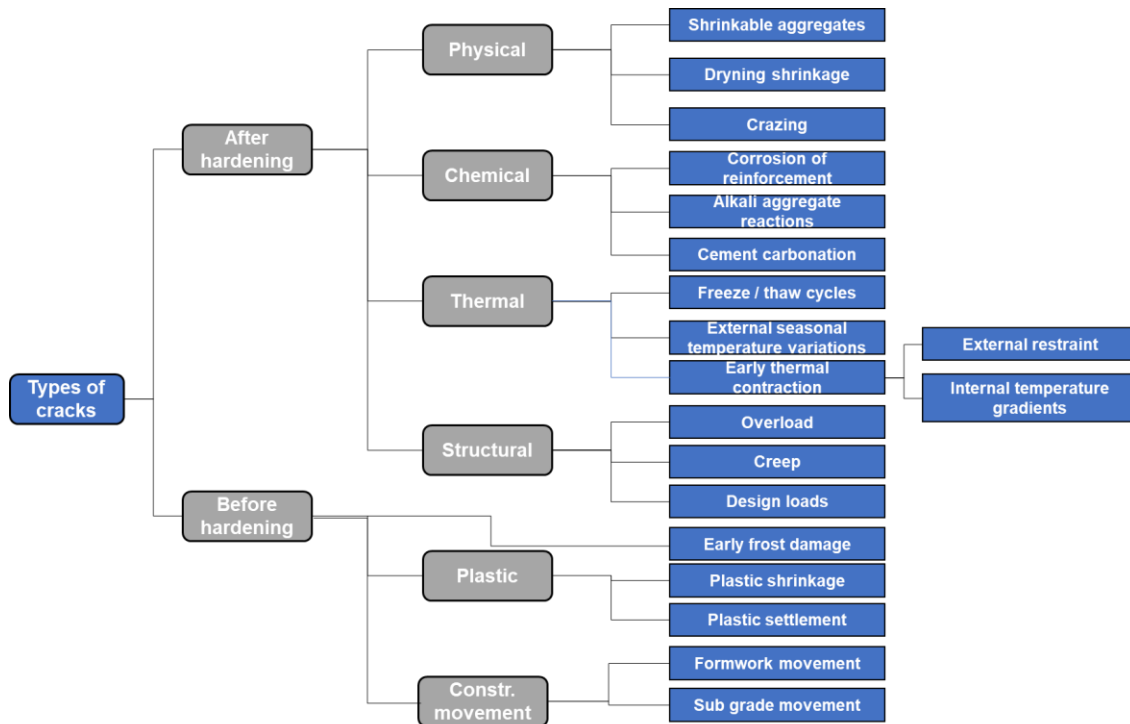 Types of
cracks
After
hardening
Before
hardening
Physical
Chemical
Thermal
Structural
Plastic
Constr.
movement
Shrinkable aggregates
Dryning shrinkage
Crazing
Corrosion of
reinforcement
Alkali aggregate
reactions
Cement carbonation
Freeze / thaw cycles
External seasonal
temperature variations
Early thermal
contraction
Overload
Creep
Design loads
Early frost damage
Plastic shrinkage
Plastic settlement
Formwork movement
Sub grade movement
External restraint
Internal temperature
gradients